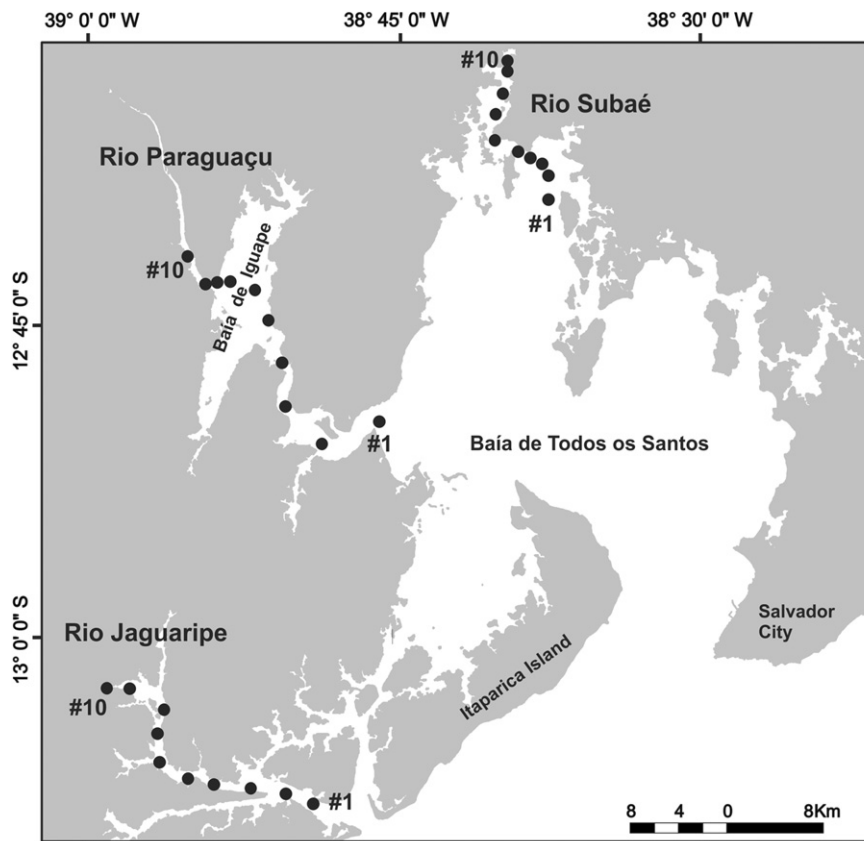 39° 0' 0" W
38° 45' 0" W
38° 30' 0" W
#10
Rio Subaé
Rio Paraguaçu
#1
#10
Baía de Iguape
12° 45' 0" S
#1
Baía de Todos os Santos
Salvador
City
13° 0' 0" S
Rio Jaguaripe
Itaparica Island
#10
#1
8 4 0 8Km